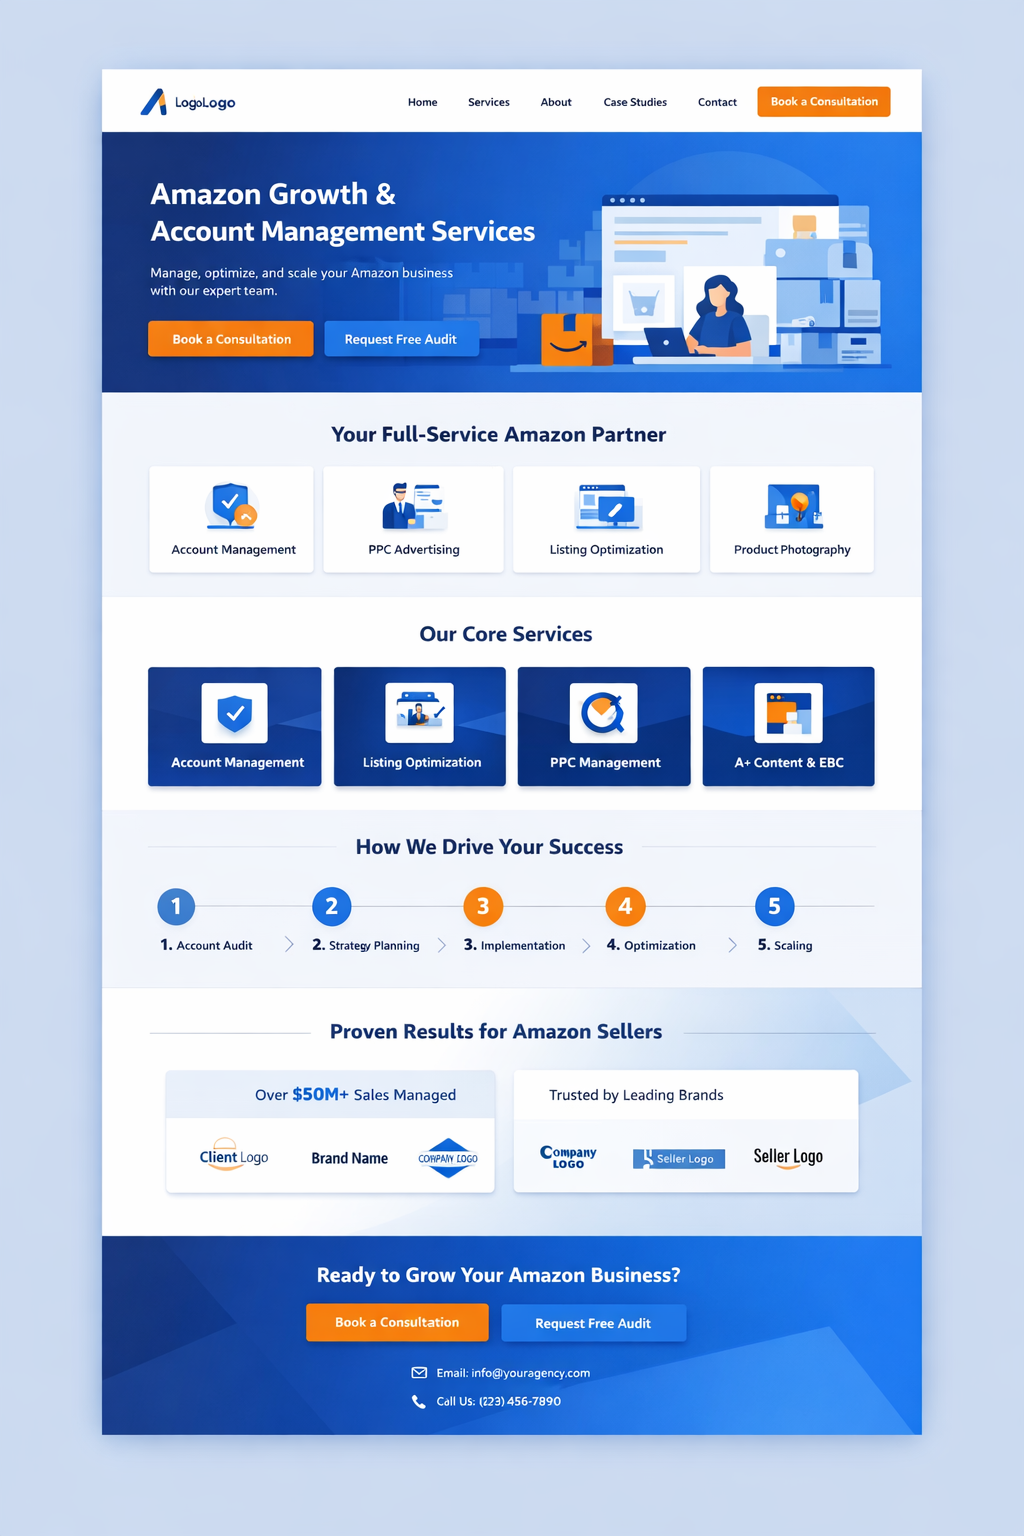 LogoLogo
Home Services About Case Studies Contact Book a Consultation
Amazon Growth &
Account Management Services
Manage, optimize, and scale your Amazon business
with our expert team.
Book a Consultation Request Free Audit
Your Full-Service Amazon Partner
Account Management PPC Advertising Listing Optimization Product Photography
Our Core Services
Account Management Listing Optimization PPC Management A+ Content & EBC
How We Drive Your Success
1 2 3 4 5
1. Account Audit 2. Strategy Planning 3. Implementation 4. Optimization 5. Scaling
Proven Results for Amazon Sellers
Over $50M+ Sales Managed
Client Logo Brand Name COMPANY LOGO
Trusted by Leading Brands
Company
LOGO
Seller Logo Seller Logo
Ready to Grow Your Amazon Business?
Book a Consultation Request Free Audit
Email: info@youragency.com
Call Us: (223) 456-7890